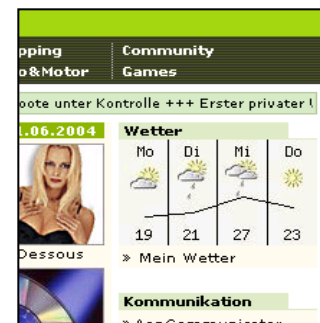 pping Community
o&Motor Games
oote unter Kontrolle +++ Erster privater
1.06.2004 Wetter
Mo Di Mi Do
19 21 27 23
Dessous » Mein Wetter
Kommunikation